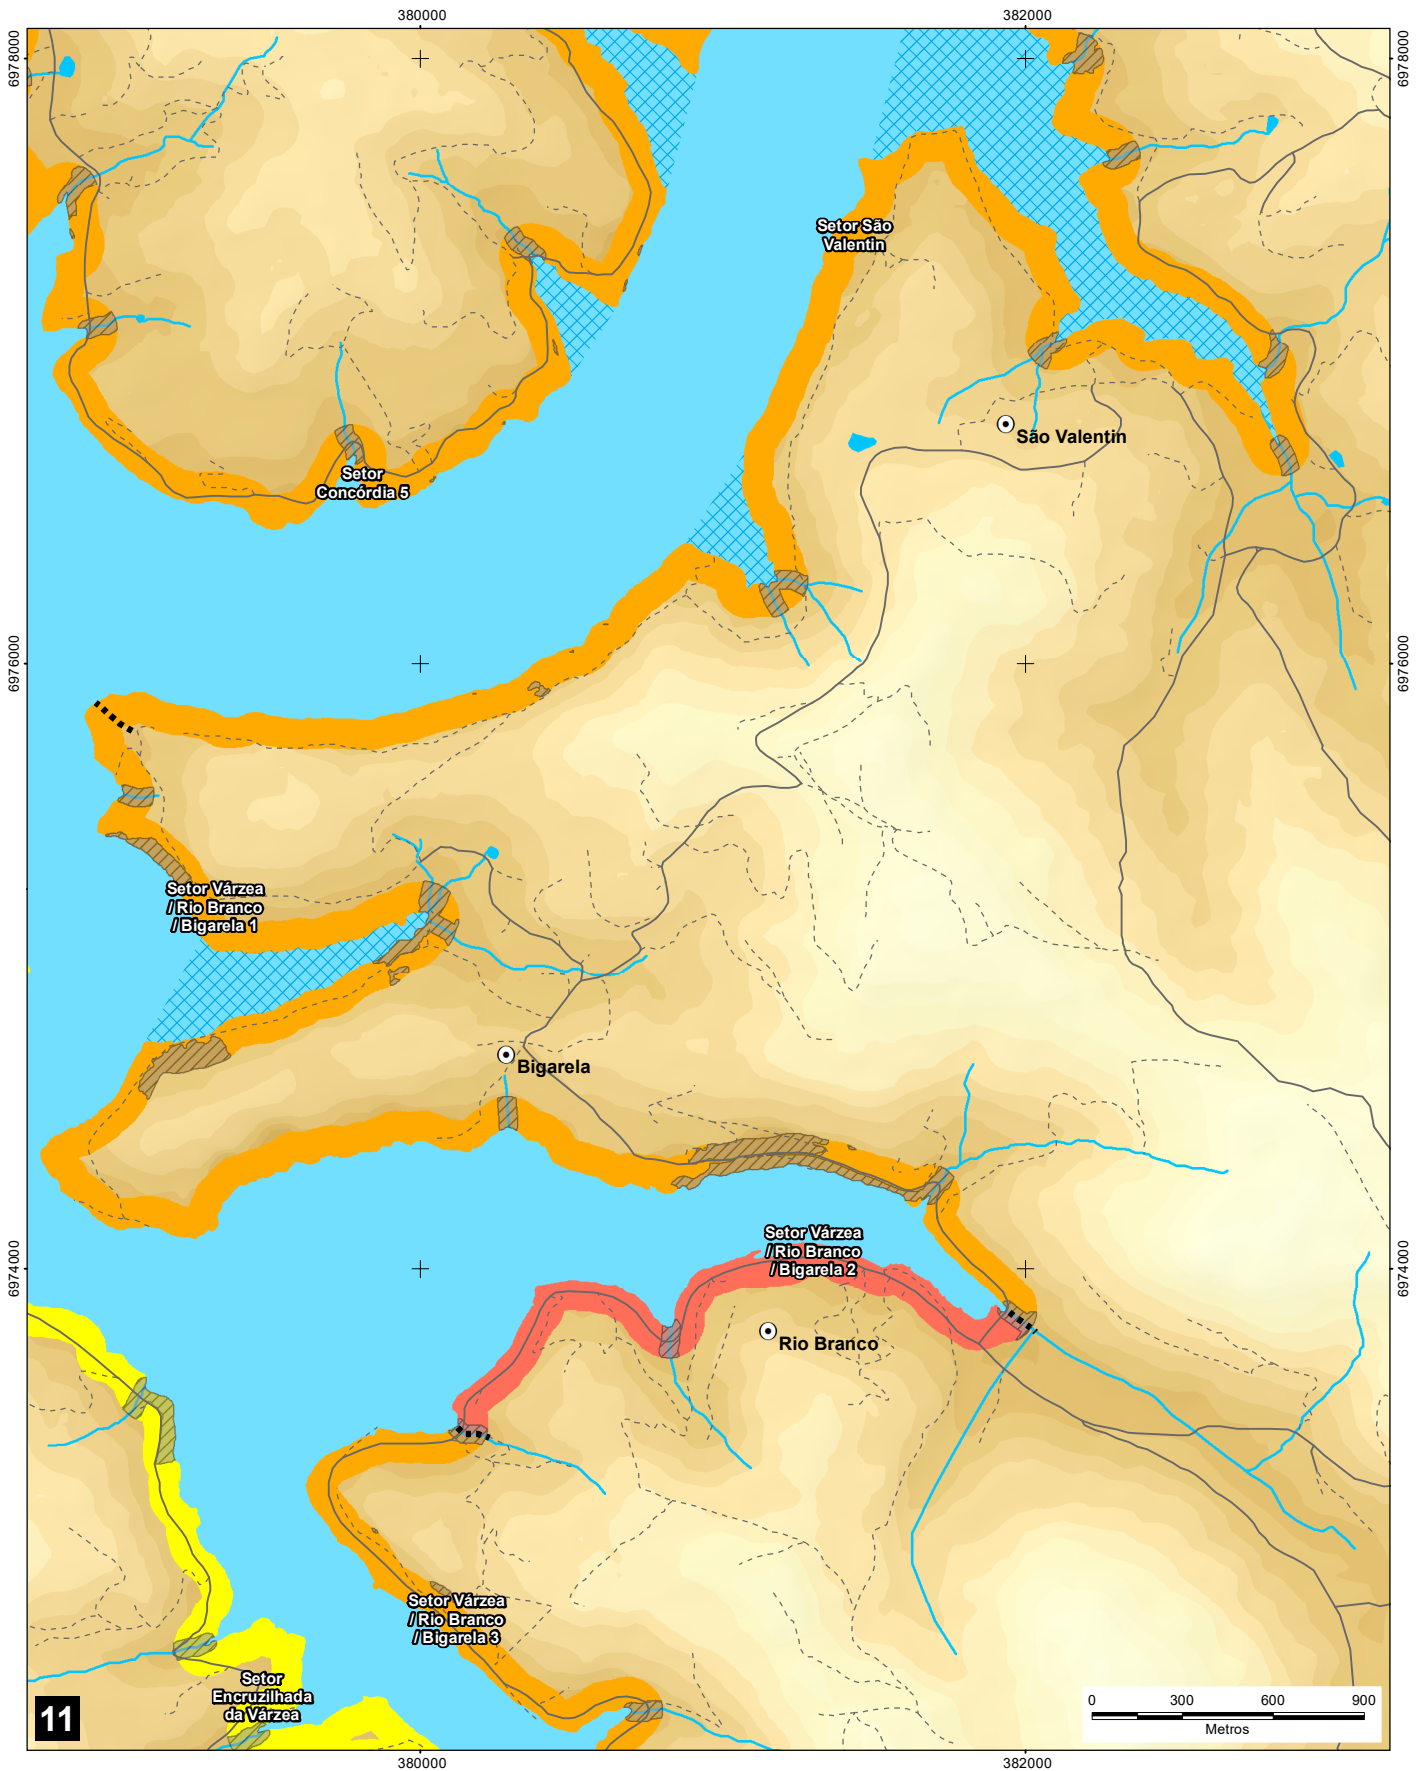 380000
382000
6978000
6978000
Setor São
Valentin
São Valentin
Setor
Concórdia 5
6976000
6976000
Setor Várzea
/ Rio Branco
/ Bigarela 1
Bigarela
Setor Várzea
/ Rio Branco
/ Bigarela 2
6974000
6974000
Rio Branco
Setor Várzea
/ Rio Branco
/ Bigarela 3
Setor
Encruzilhada
da Várzea
11
0 300 600 900
Metros
380000
382000